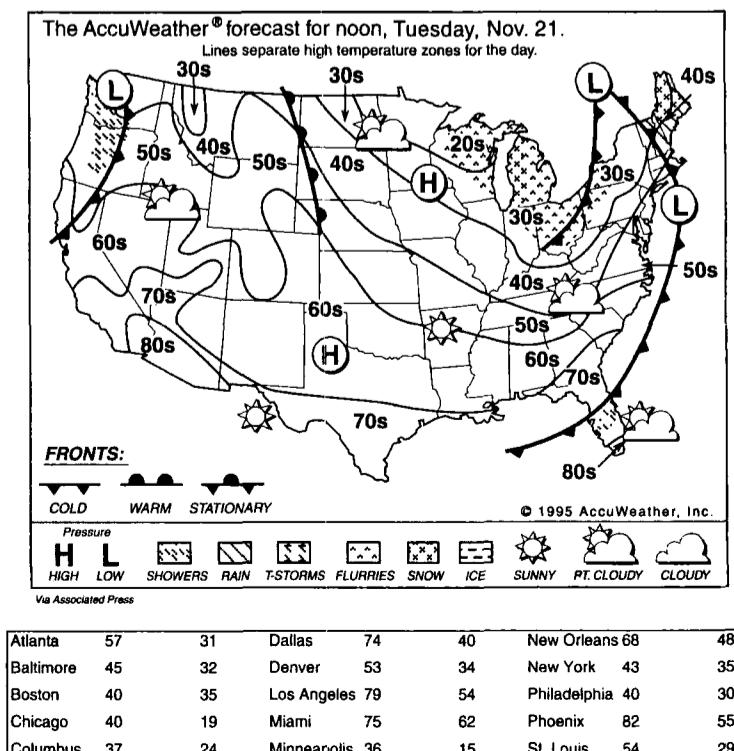 The AccuWeather® forecast for noon, Tuesday, Nov. 21.
Lines separate high temperature zones for the day.
30s
30s
40s
L
L
20s
50s
40s
50s
40s
30s
H
30s
L
60s
40s
50s
70s
60s
50s
80s
H
60s
70s
70s
80s
FRONTS:
COLD WARM STATIONARY
© 1995 AccuWeather, Inc.
Pressure
H L
HIGH LOW SHOWERS RAIN T-STORMS FLURRIES SNOW ICE SUNNY PT. CLOUDY CLOUDY
Via Associated Press
Atlanta 57 31 Dallas 74 40 New Orleans 68 48
Baltimore 45 32 Denver 53 34 New York 43 35
Boston 40 35 Los Angeles 79 54 Philadelphia 40 30
Chicago 40 19 Miami 75 62 Phoenix 82 55
Columbus 37 24 Minneapolis 36 15 St. Louis 54 29